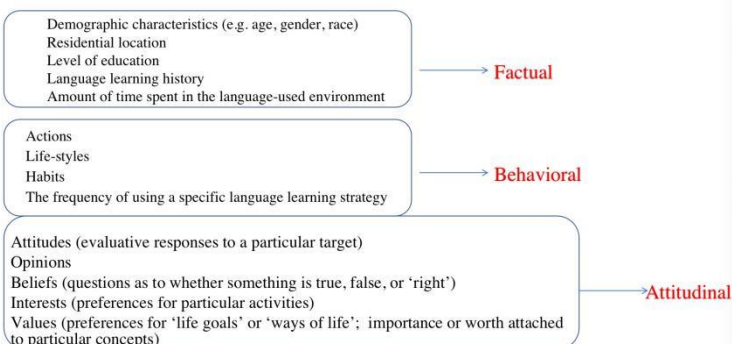 Demographic characteristics (e.g. age, gender, race)
Residential location
Level of education
Language learning history
Amount of time spent in the language-used environment
Factual
Actions
Life-styles
Habits
The frequency of using a specific language learning strategy
Behavioral
Attitudes (evaluative responses to a particular target)
Opinions
Beliefs (questions as to whether something is true, false, or ‘right’)
Interests (preferences for particular activities)
Values (preferences for ‘life goals’ or ‘ways of life’; importance or worth attached
to particular concepts)
Attitudinal